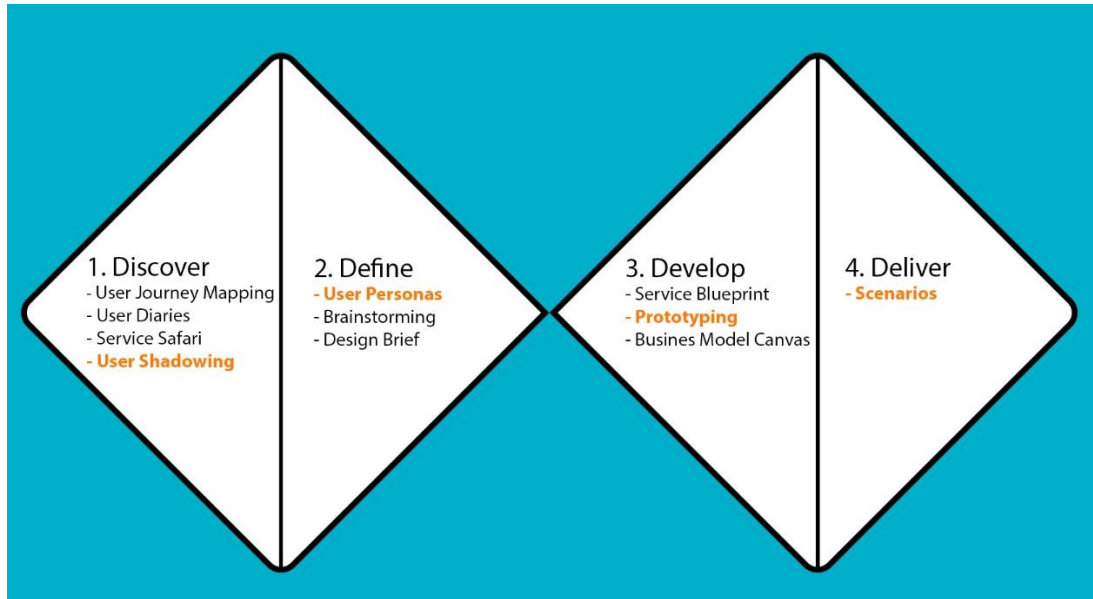 1. Discover
- User Journey Mapping
- User Diaries
- Service Safari
- User Shadowing
2. Define
- User Personas
- Brainstorming
- Design Brief
3. Develop
- Service Blueprint
- Prototyping
- Busines Model Canvas
4. Deliver
- Scenarios